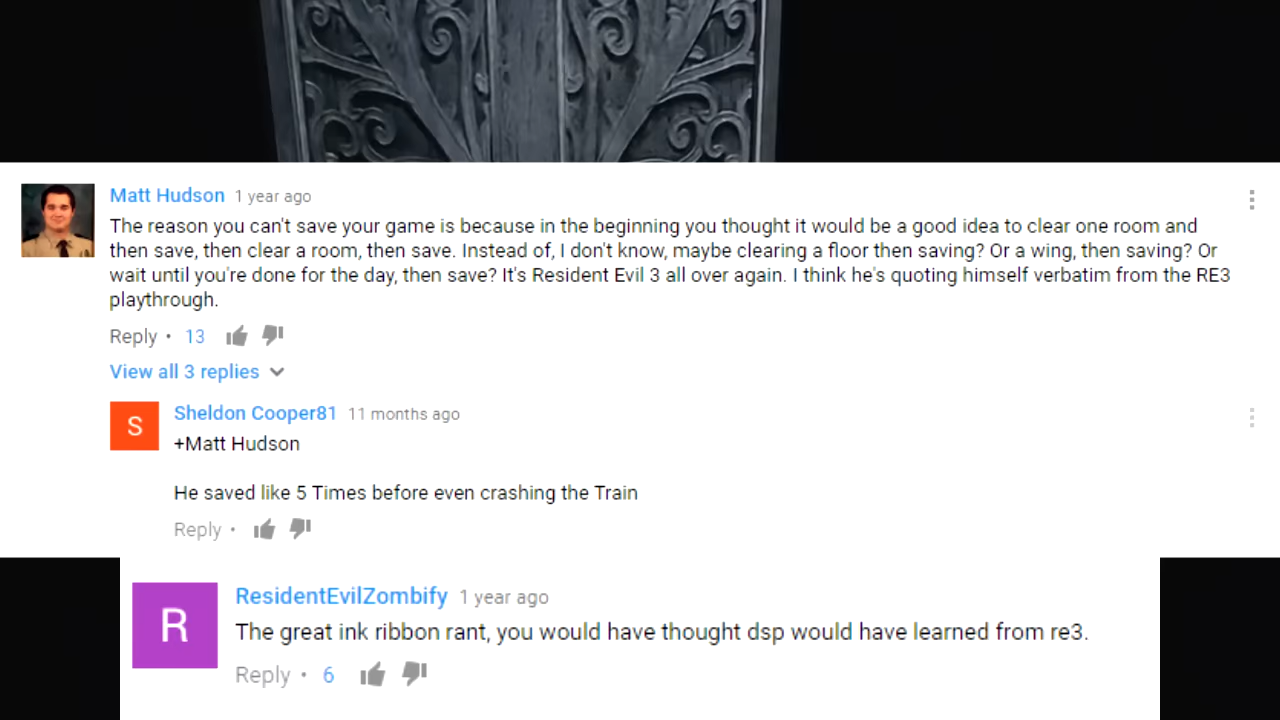 Matt Hudson 1 year ago
The reason you can't save your game is because in the beginning you thought it would be a good idea to clear one room and
then save, then clear a room, then save. Instead of, I don't know, maybe clearing a floor then saving? Or a wing, then saving? Or
wait until you're done for the day, then save? It's Resident Evil 3 all over again. I think he's quoting himself verbatim from the RE3
playthrough.
Reply • 13
View all 3 replies
S
Sheldon Cooper81 11 months ago
+Matt Hudson
He saved like 5 Times before even crashing the Train
Reply •
R
ResidentEvilZombify 1 year ago
The great ink ribbon rant, you would have thought dsp would have learned from re3.
Reply • 6